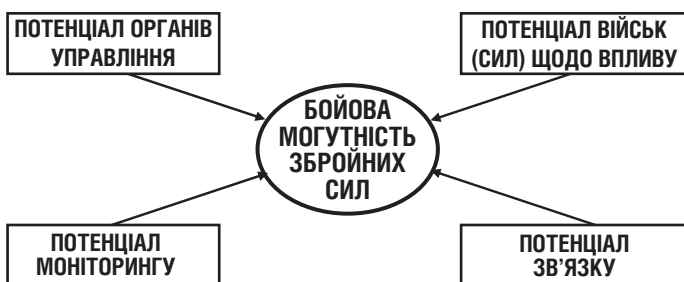 ПОТЕНЦІАЛ ОРГАНІВ
УПРАВЛІННЯ
ПОТЕНЦІАЛ ВІЙСЬК
(СИЛ) ЩОДО ВПЛИВУ
БОЙОВА
МОГУТНІСТЬ
ЗБРОЙНИХ
СИЛ
ПОТЕНЦІАЛ
МОНІТОРИНГУ
ПОТЕНЦІАЛ
ЗВ’ЯЗКУ